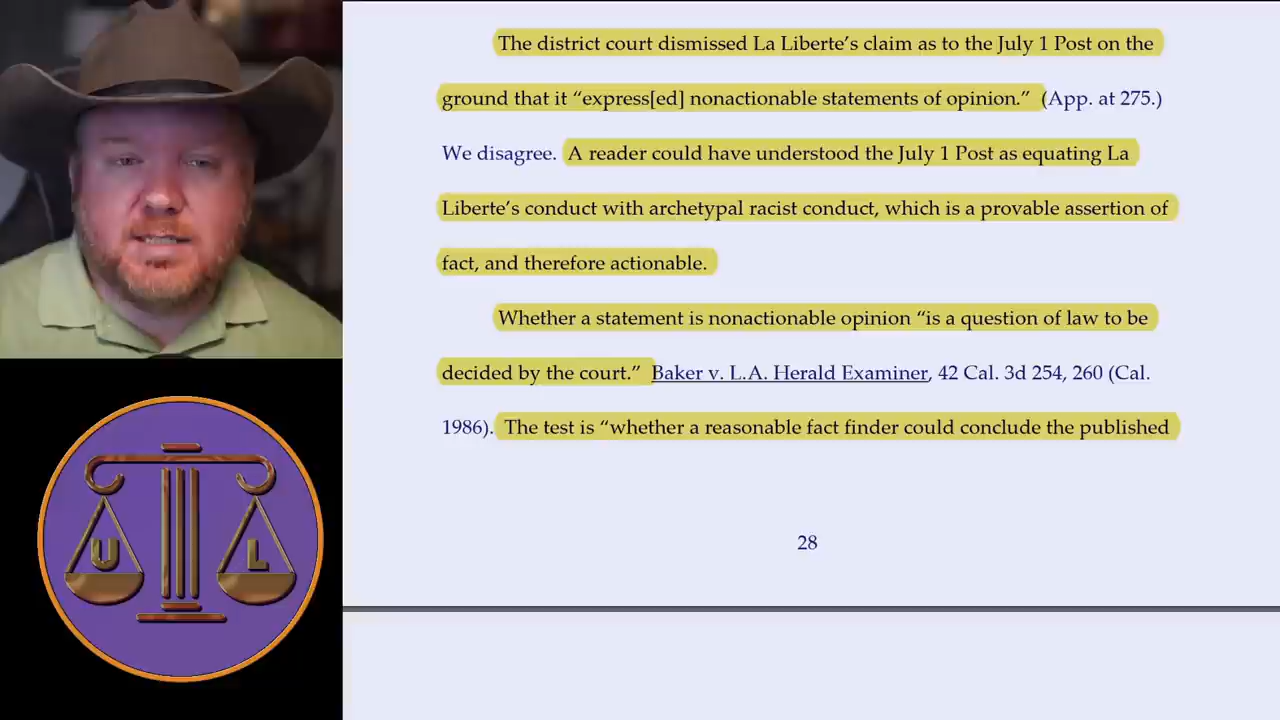 The district court dismissed La Liberte’s claim as to the July 1 Post on the
ground that it “express[ed] nonactionable statements of opinion.” (App. at 275.)
We disagree. A reader could have understood the July 1 Post as equating La
Liberte’s conduct with archetypal racist conduct, which is a provable assertion of
fact, and therefore actionable.
Whether a statement is nonactionable opinion “is a question of law to be
decided by the court.” Baker v. L.A. Herald Examiner, 42 Cal. 3d 254, 260 (Cal.
1986). The test is “whether a reasonable fact finder could conclude the published
28
U L